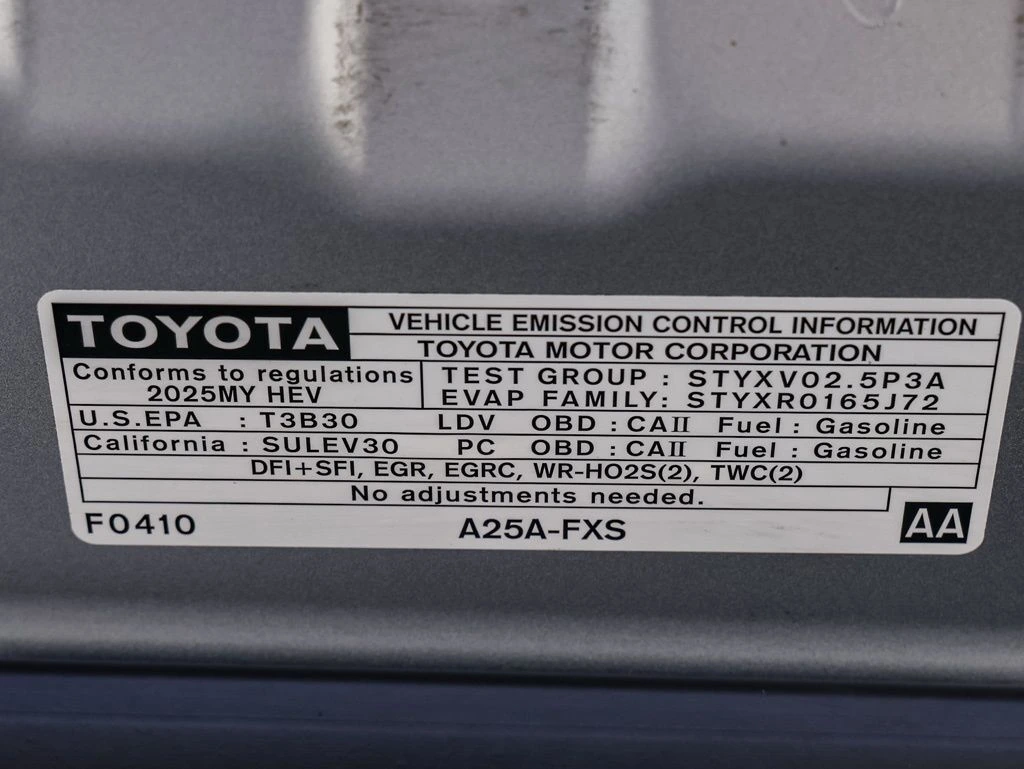 TOYOTA VEHICLE EMISSION CONTROL INFORMATION
TOYOTA MOTOR CORPORATION
Conforms to regulations
2025MY HEV
TEST GROUP : STYXV02.5P3A
EVAP FAMILY: STYXR0165J72
U.S.EPA : T3B30 LDV OBD : CAII Fuel : Gasoline
California : SULEV30 PC OBD : CAII Fuel : Gasoline
DFI+SFI, EGR, EGRC, WR-HO2S(2), TWC(2)
No adjustments needed.
F0410 A25A-FXS AA